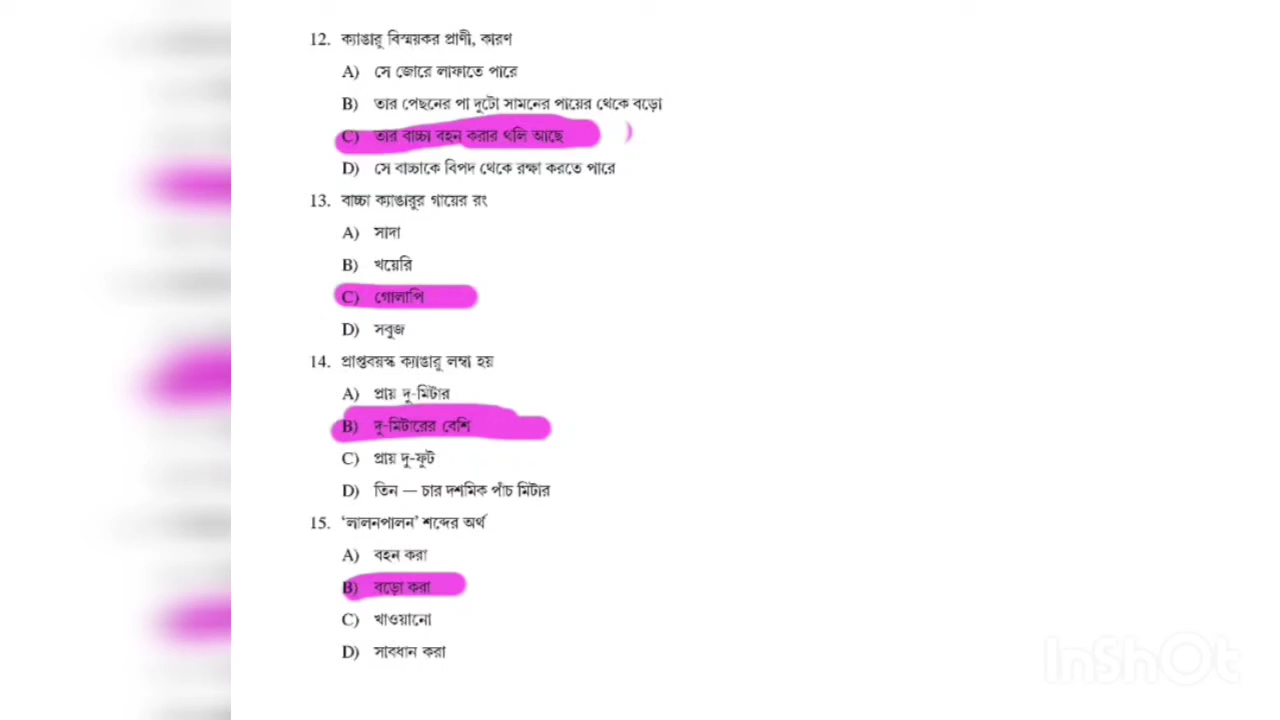 12. ক্যাঙারু বিস্ময়কর প্রাণী, কারণ
A) সে জোরে লাফাতে পারে
B) তার পেছনের পা দুটো সামনের পায়ের থেকে বড়ো
C) তার বাচ্চা বহন করার থলি আছে
D) সে বাচ্চাকে বিপদ থেকে রক্ষা করতে পারে
13. বাচ্চা ক্যাঙারুর গায়ের রং
A) সাদা
B) খয়েরি
C) গোলাপি
D) সবুজ
14. প্রাপ্তবয়স্ক ক্যাঙারু লম্বা হয়
A) প্রায় দু-মিটার
B) দু-মিটারের বেশি
C) প্রায় দু-ফুট
D) তিন — চার দশমিক পাঁচ মিটার
15. ‘লালনপালন’ শব্দের অর্থ
A) বহন করা
B) বড়ো করা
C) খাওয়ানো
D) সাবধান করা
InShOt